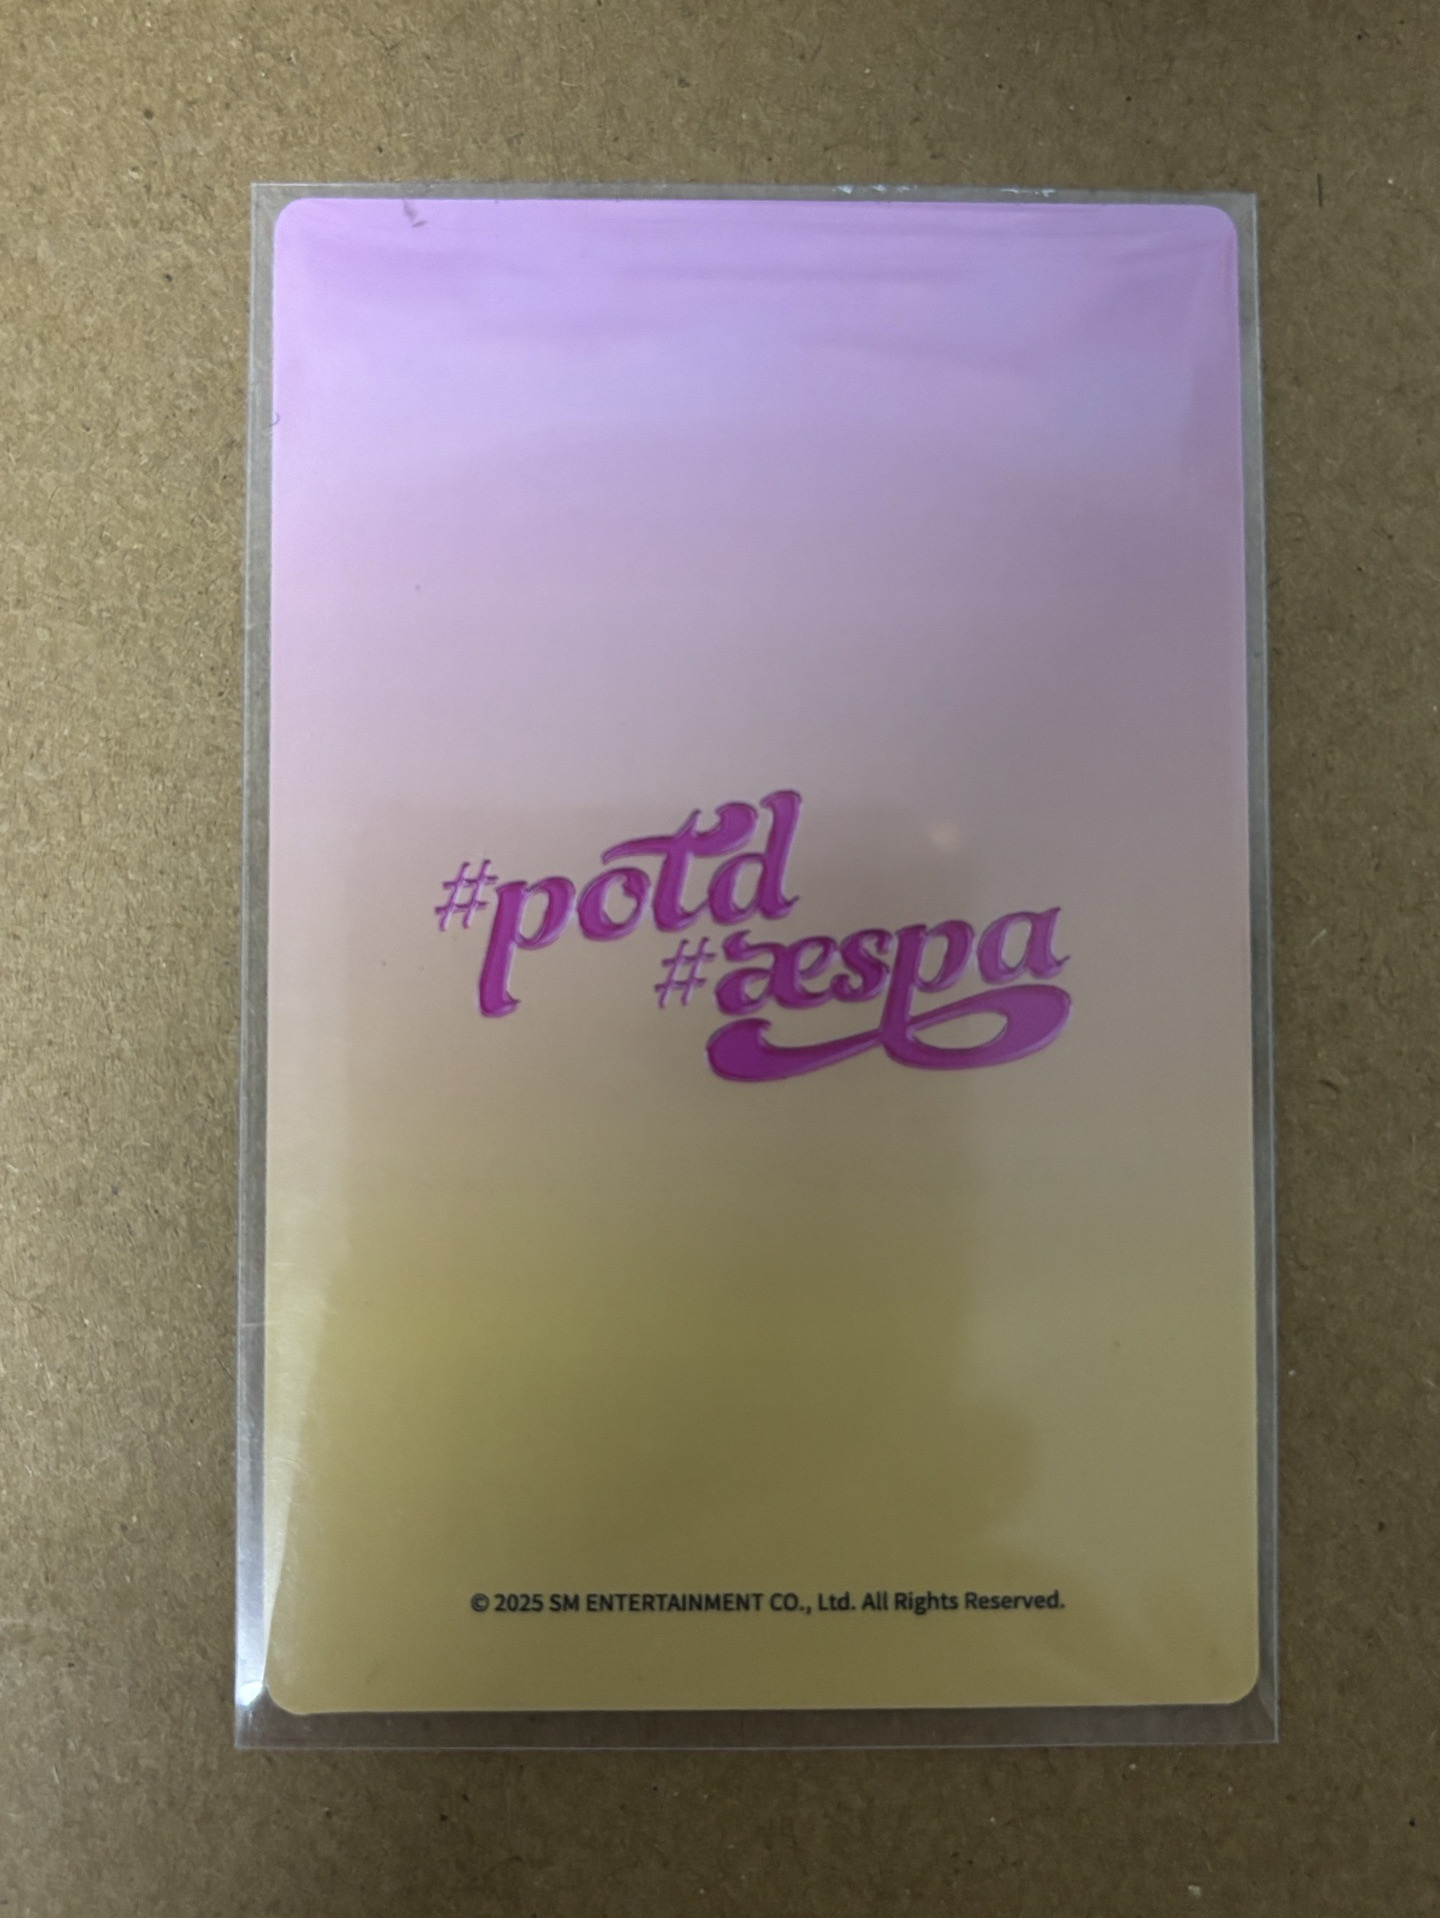 #potd
#æspa
© 2025 SM ENTERTAINMENT CO., Ltd. All Rights Reserved.